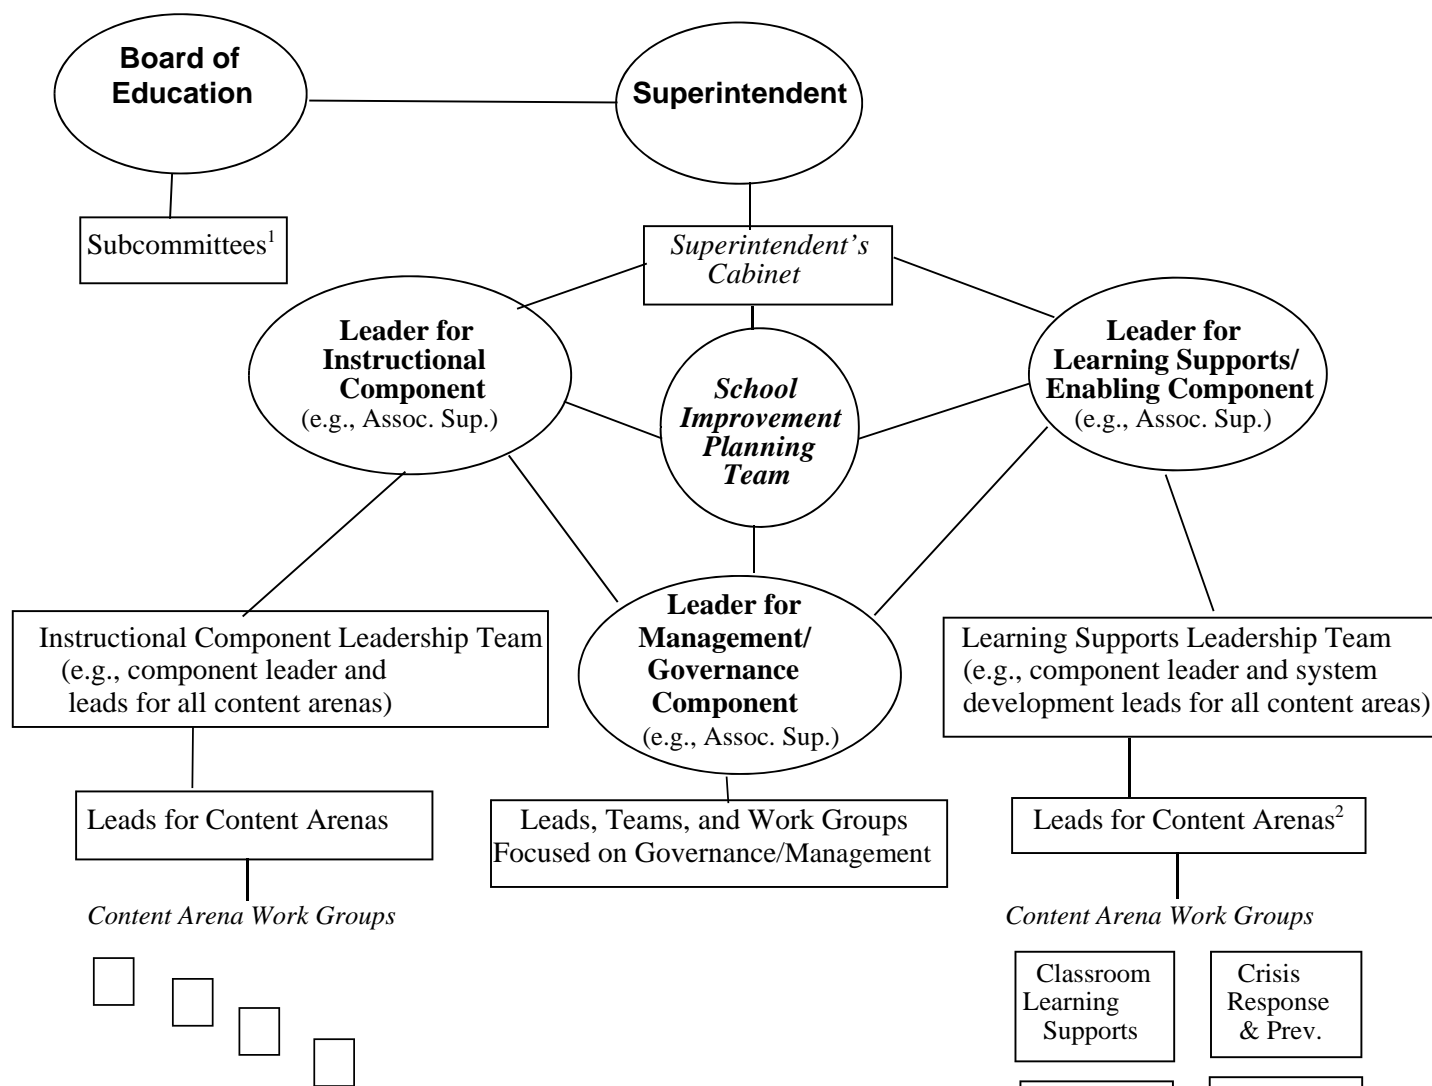 Board of
Education
Superintendent
Subcommittees¹
Superintendent's
Cabinet
Leader for
Instructional
Component
(e.g., Assoc. Sup.)
School
Improvement
Planning
Team
Leader for
Learning Supports/
Enabling Component
(e.g., Assoc. Sup.)
Instructional Component Leadership Team
(e.g., component leader and
leads for all content arenas)
Leader for
Management/
Governance
Component
(e.g., Assoc. Sup.)
Learning Supports Leadership Team
(e.g., component leader and system
development leads for all content areas)
Leads for Content Arenas
Leads, Teams, and Work Groups
Focused on Governance/Management
Leads for Content Arenas²
Content Arena Work Groups
Content Arena Work Groups
Classroom
Learning
Supports
Crisis
Response
& Prev.